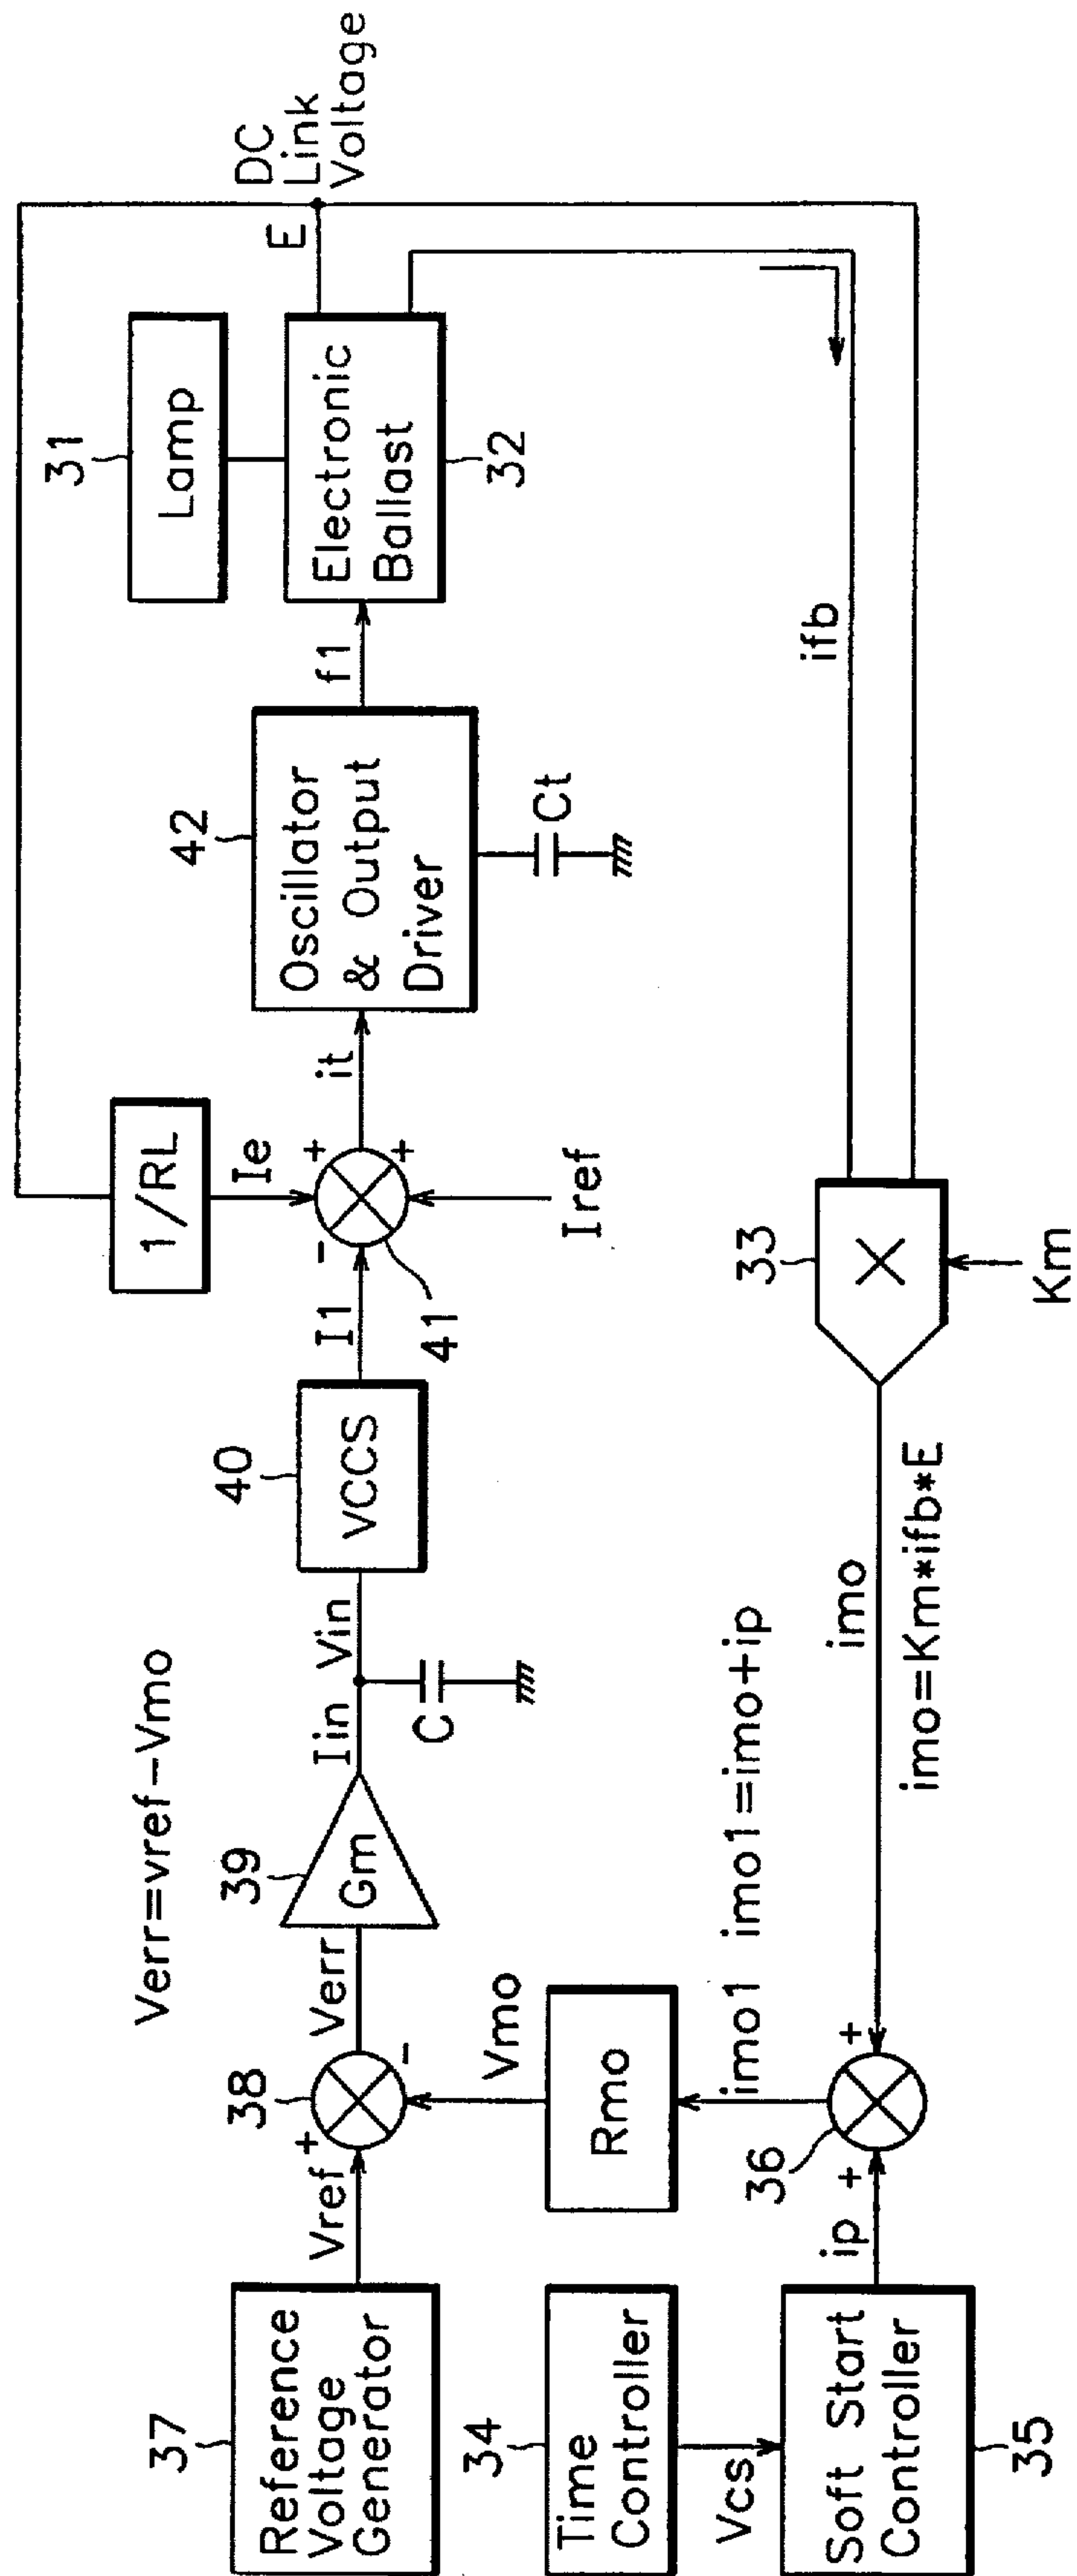 31
Lamp
DC
Link
Voltage
E
Electronic
Ballast
32
f1
42
Oscillator
& Output
Driver
Ct
it
1/RL
Ie
+
+
-
Iref
41
I1
40
VCCS
Vin
Iin
C
39
Gm
Verr=vref-Vmo
Verr
38
+
-
Vref
37
Reference
Voltage
Generator
Vmo
Rmo
imo1
imo1=imo+ip
36
+
+
ip
34
Time
Controller
Vcs
Soft Start
Controller
35
imo
imo=Km*ifb*E
33
×
Km
ifb